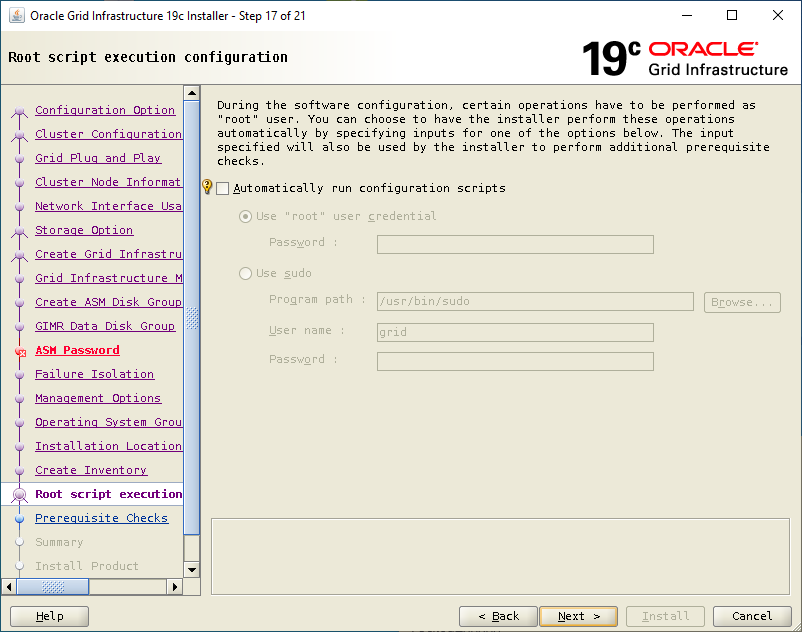 Oracle Grid Infrastructure 19c Installer - Step 17 of 21
Root script execution configuration
19c ORACLE
Grid Infrastructure
Configuration Option
Cluster Configuration
Grid Plug and Play
Cluster Node Informat
Network Interface Usa
Storage Option
Create Grid Infrastru
Grid Infrastructure M
Create ASM Disk Group
GIMR Data Disk Group
ASM Password
Failure Isolation
Management Options
Operating System Grou
Installation Location
Create Inventory
Root script execution
Prerequisite Checks
Summary
Install Product
During the software configuration, certain operations have to be performed as
"root" user. You can choose to have the installer perform these operations
automatically by specifying inputs for one of the options below. The input
specified will also be used by the installer to perform additional prerequisite
checks.
Automatically run configuration scripts
Use "root" user credential
Password :
Use sudo
Program path : /usr/bin/sudo Browse...
User name : grid
Password :
Help < Back Next > Install Cancel